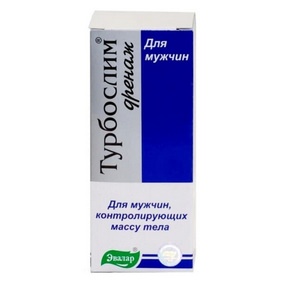 Турбослим®
дренаж
Для
мужчин
Для мужчин,
контролирующих
массу тела
Эвалар